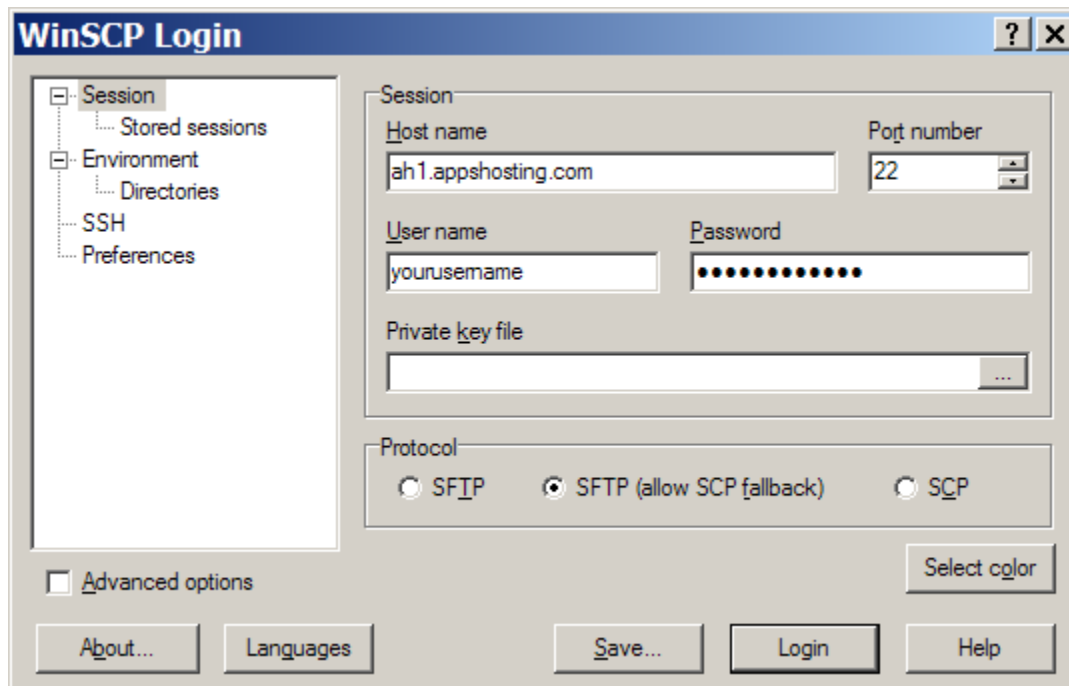 WinSCP Login
Session
Stored sessions
Environment
Directories
SSH
Preferences
Session
Host name
Port number
ah1.appshosting.com
22
User name
Password
yourusername
••••••••••••
Private key file
...
Protocol
SFTP
SFTP (allow SCP fallback)
SCP
Select color
Advanced options
About...
Languages
Save...
Login
Help